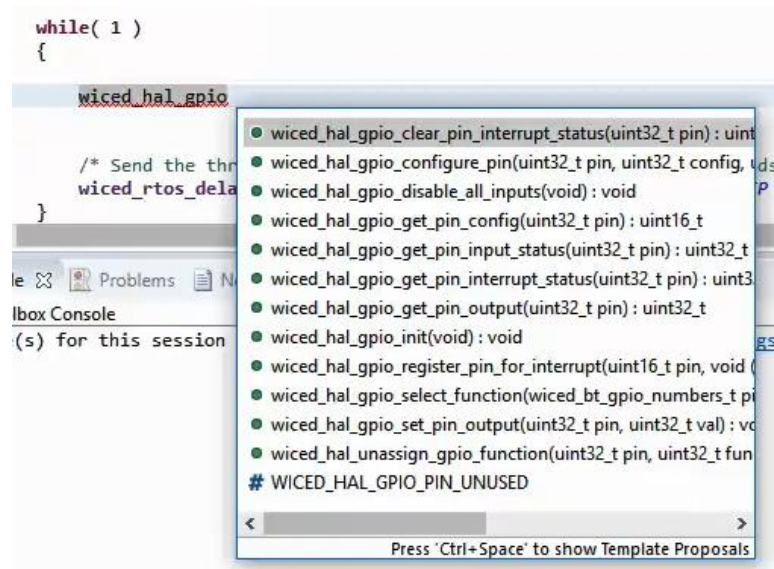 while( 1 )
{
wiced_hal_gpio
/* Send the thr
wiced_rtos_dela
}
wiced_hal_gpio_clear_pin_interrupt_status(uint32_t pin) : uint
wiced_hal_gpio_configure_pin(uint32_t pin, uint32_t config, 
wiced_hal_gpio_disable_all_inputs(void) : void
wiced_hal_gpio_get_pin_config(uint32_t pin) : uint16_t
wiced_hal_gpio_get_pin_input_status(uint32_t pin) : uint32_t
wiced_hal_gpio_get_pin_interrupt_status(uint32_t pin) : uint3
wiced_hal_gpio_get_pin_output(uint32_t pin) : uint32_t
wiced_hal_gpio_init(void) : void
wiced_hal_gpio_register_pin_for_interrupt(uint16_t pin, void (
wiced_hal_gpio_select_function(wiced_bt_gpio_numbers_t pi
wiced_hal_gpio_set_pin_output(uint32_t pin, uint32_t val) : vo
wiced_hal_unassign_gpio_function(uint32_t pin, uint32_t fun
# WICED_HAL_GPIO_PIN_UNUSED
Press 'Ctrl+Space' to show Template Proposals
le Problems N
lbox Console
(s) for this session